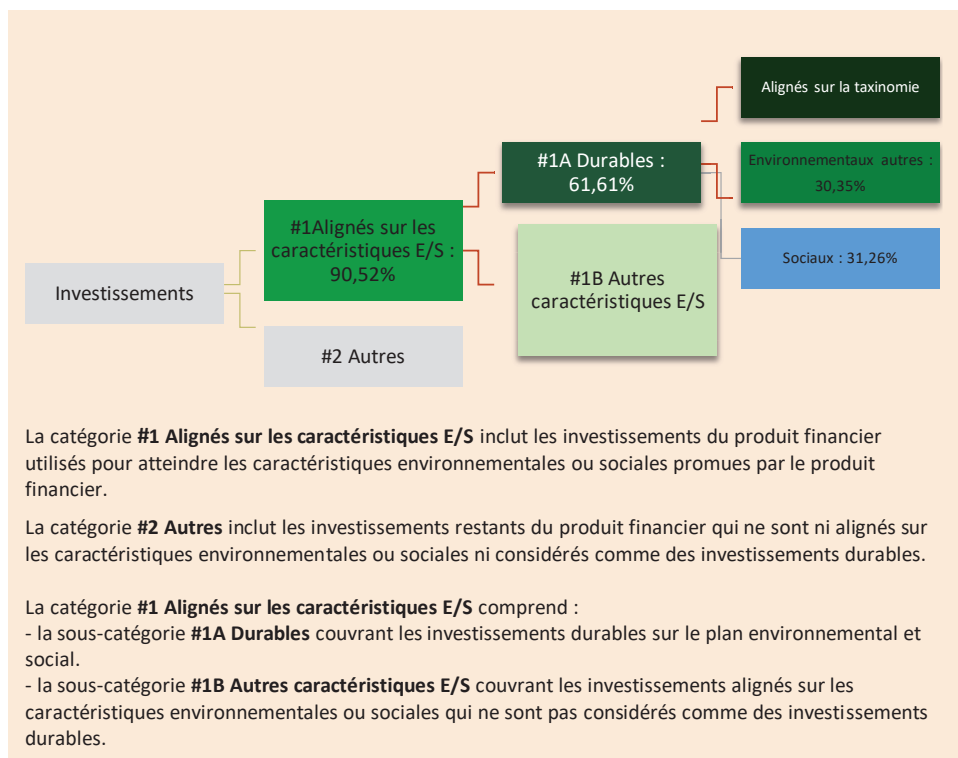 Alignés sur la taxinomie
#1A Durables :
61,61%
Environnementaux autres :
30,35%
#1Alignés sur les
caractéristiques E/S :
90,52%
Sociaux : 31,26%
Investissements
#1B Autres
caractéristiques E/S
#2 Autres
La catégorie #1 Alignés sur les caractéristiques E/S inclut les investissements du produit financier
utilisés pour atteindre les caractéristiques environnementales ou sociales promues par le produit
financier.
La catégorie #2 Autres inclut les investissements restants du produit financier qui ne sont ni alignés sur
les caractéristiques environnementales ou sociales ni considérés comme des investissements durables.
La catégorie #1 Alignés sur les caractéristiques E/S comprend :
- la sous-catégorie #1A Durables couvrant les investissements durables sur le plan environnemental et
social.
- la sous-catégorie #1B Autres caractéristiques E/S couvrant les investissements alignés sur les
caractéristiques environnementales ou sociales qui ne sont pas considérés comme des investissements
durables.